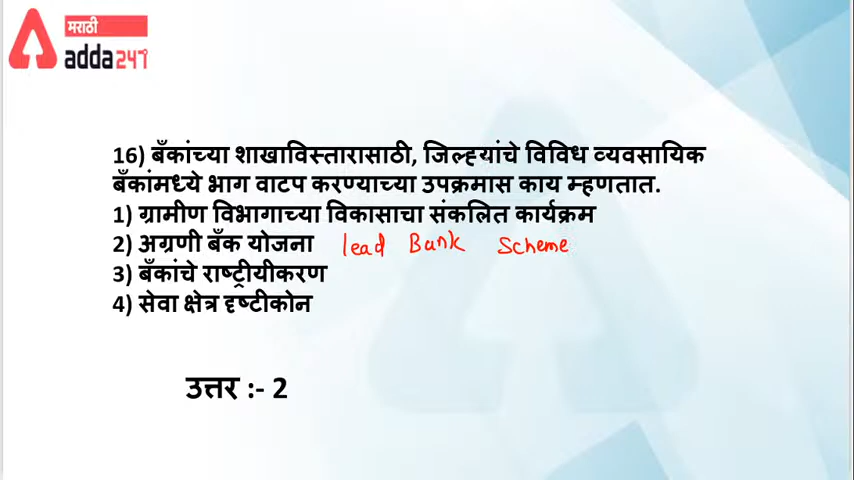 मराठी
adda247
16) बँकांच्या शाखाविस्तारासाठी, जिल्ह्यांचे विविध व्यवसायिक
बँकांमध्ये भाग वाटप करण्याच्या उपक्रमास काय म्हणतात.
1) ग्रामीण विभागाच्या विकासाचा संकलित कार्यक्रम
2) अग्रणी बँक योजना lead Bank Scheme
3) बँकांचे राष्ट्रीयीकरण
4) सेवा क्षेत्र दृष्टीकोन
उत्तर :- 2